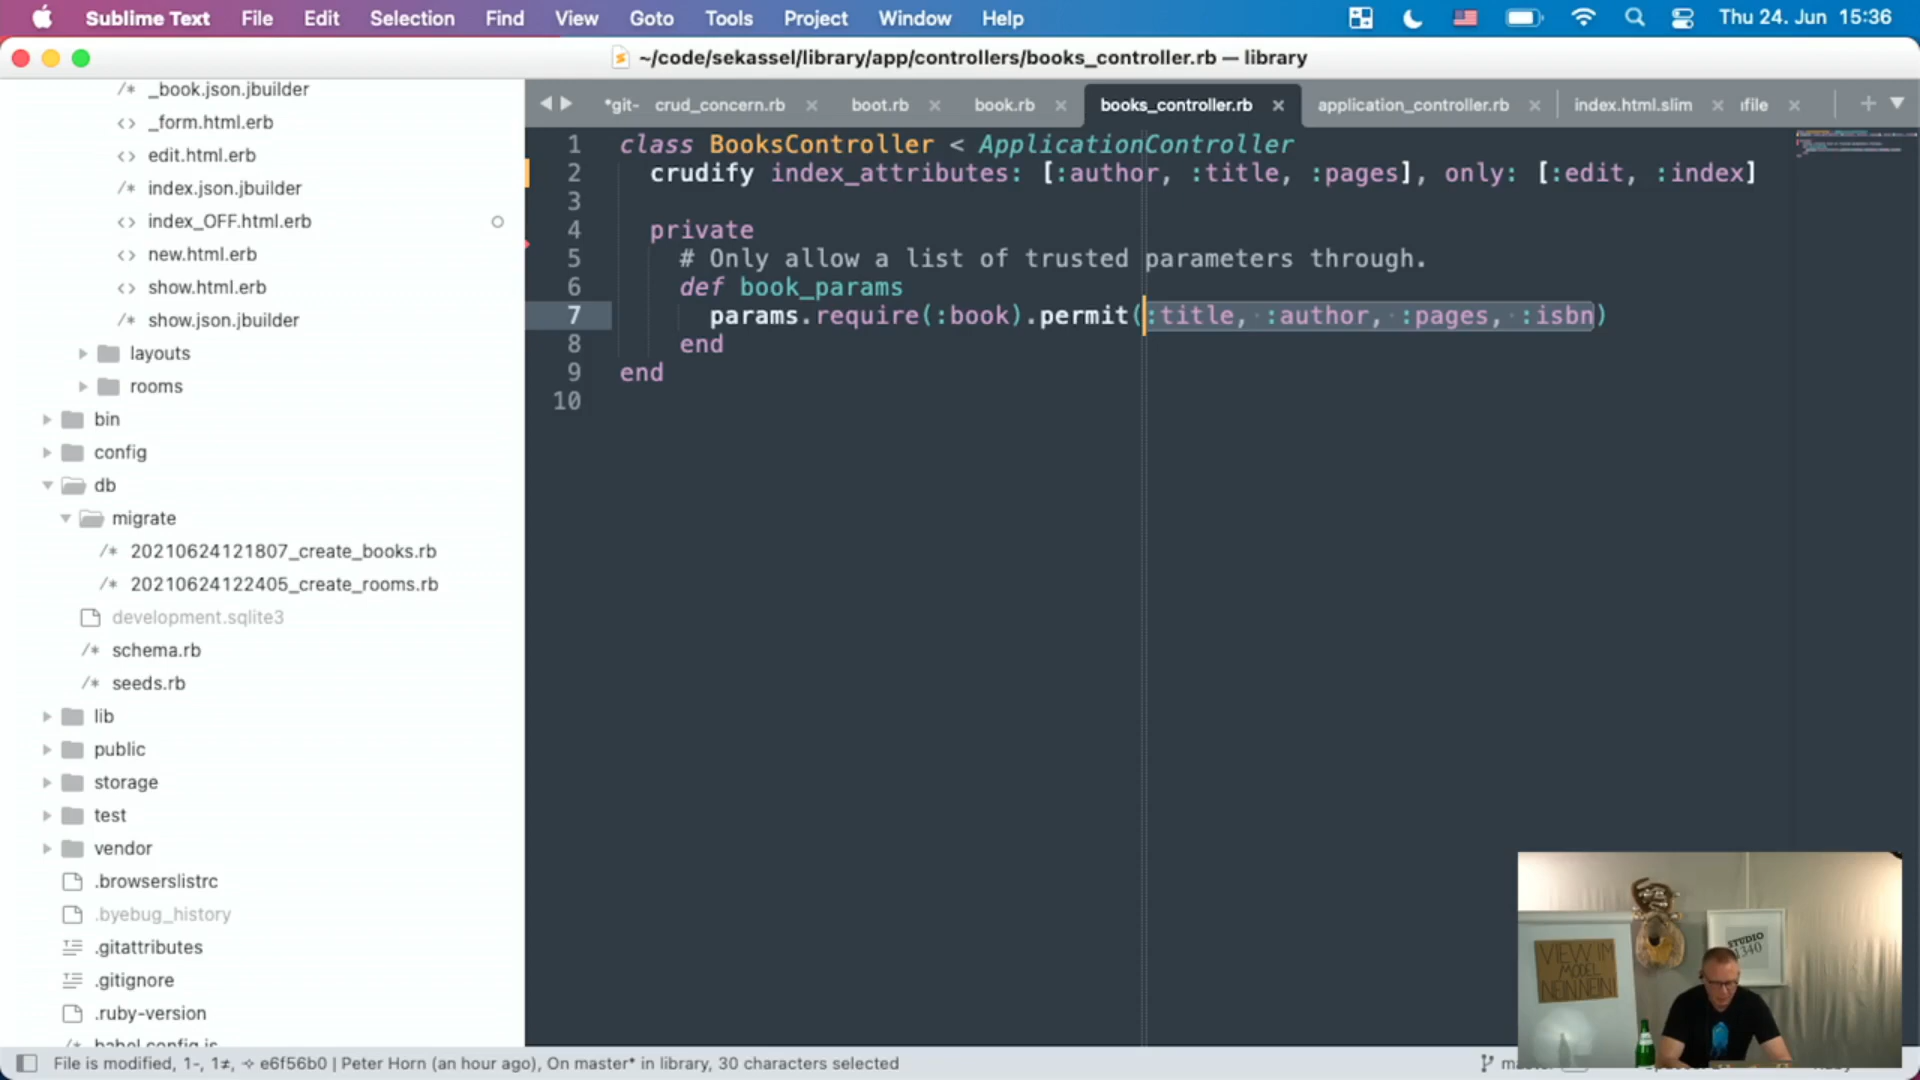 Sublime Text File Edit Selection Find View Goto Tools Project Window Help Thu 24. Jun 15:36
~/code/sekassel/library/app/controllers/books_controller.rb — library
/* _book.json.jbuilder
<> _form.html.erb
<> edit.html.erb
/* index.json.jbuilder
<> index_OFF.html.erb
<> new.html.erb
<> show.html.erb
/* show.json.jbuilder
layouts
rooms
bin
config
db
migrate
/* 20210624121807_create_books.rb
/* 20210624122405_create_rooms.rb
development.sqlite3
/* schema.rb
/* seeds.rb
lib
public
storage
test
vendor
.browserslistrc
.byebug_history
.gitattributes
.gitignore
.ruby-version
babel.config.js
*git- crud_concern.rb boot.rb book.rb books_controller.rb application_controller.rb index.html.slim file
1 class BooksController < ApplicationController
2 crudify index_attributes: [:author, :title, :pages], only: [:edit, :index]
3
4 private
5 # Only allow a list of trusted parameters through.
6 def book_params
7 params.require(:book).permit(:title, :author, :pages, :isbn)
8 end
9 end
10
VIEW IM
MODEL
NEIN NEIN!
STUDIO
1340
File is modified, 1-, 1≠, e6f56b0 | Peter Horn (an hour ago), On master* in library, 30 characters selected